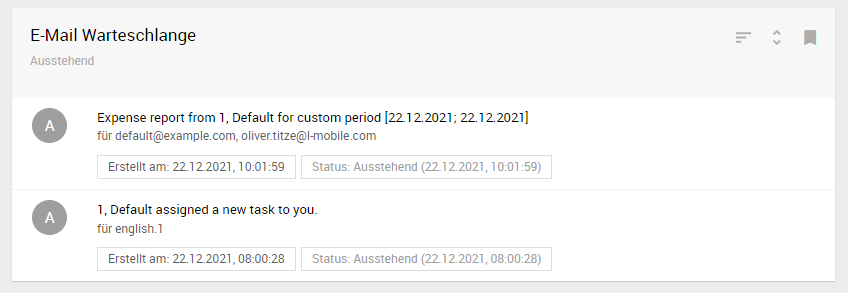 E-Mail Warteschlange
Ausstehend
A
Expense report from 1, Default for custom period [22.12.2021; 22.12.2021]
für default@example.com, oliver.titze@l-mobile.com
Erstellt am: 22.12.2021, 10:01:59
Status: Ausstehend (22.12.2021, 10:01:59)
A
1, Default assigned a new task to you.
für english.1
Erstellt am: 22.12.2021, 08:00:28
Status: Ausstehend (22.12.2021, 08:00:28)